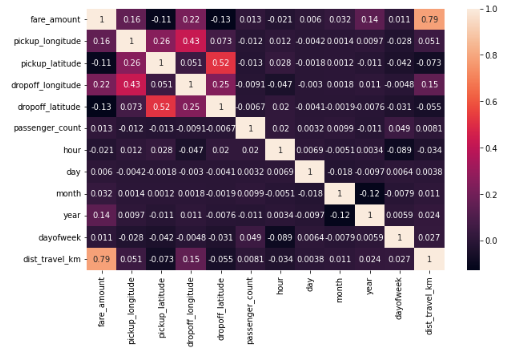 fare_amount 1 0.16 -0.11 0.22 -0.13 0.013 -0.021 0.006 0.032 0.14 0.011 0.79
pickup_longitude 0.16 1 0.26 0.43 0.073 -0.012 0.012 -0.0042 0.0014 0.0097 -0.028 0.051
pickup_latitude -0.11 0.26 1 0.051 0.52 -0.013 0.028 -0.0018 0.0012 -0.011 -0.042 -0.073
dropoff_longitude 0.22 0.43 0.051 1 0.25 -0.0091 -0.047 -0.003 0.0018 0.011 -0.0048 0.15
dropoff_latitude -0.13 0.073 0.52 0.25 1 -0.0067 0.02 -0.0041 -0.0019 -0.0076 -0.031 -0.055
passenger_count 0.013 -0.012 -0.013 -0.0091 -0.0067 1 0.02 0.0032 0.0099 -0.011 0.049 0.0081
hour -0.021 0.012 0.028 -0.047 0.02 0.02 1 0.0069 -0.0051 0.0034 -0.089 -0.034
day 0.006 -0.0042 -0.0018 -0.003 -0.0041 0.0032 0.0069 1 -0.018 -0.0097 0.0064 0.0038
month 0.032 0.0014 0.0012 0.0018 -0.0019 0.0099 -0.0051 -0.018 1 -0.12 -0.0079 0.011
year 0.14 0.0097 -0.011 0.011 -0.0076 -0.011 0.0034 -0.0097 -0.12 1 0.0059 0.024
dayofweek 0.011 -0.028 -0.042 -0.0048 -0.031 0.049 -0.089 0.0064 -0.0079 0.0059 1 0.027
dist_travel_km 0.79 0.051 -0.073 0.15 -0.055 0.0081 -0.034 0.0038 0.011 0.024 0.027 1
fare_amount
pickup_longitude
pickup_latitude
dropoff_longitude
dropoff_latitude
passenger_count
hour
day
month
year
dayofweek
dist_travel_km
1.0
0.8
0.6
0.4
0.2
0.0